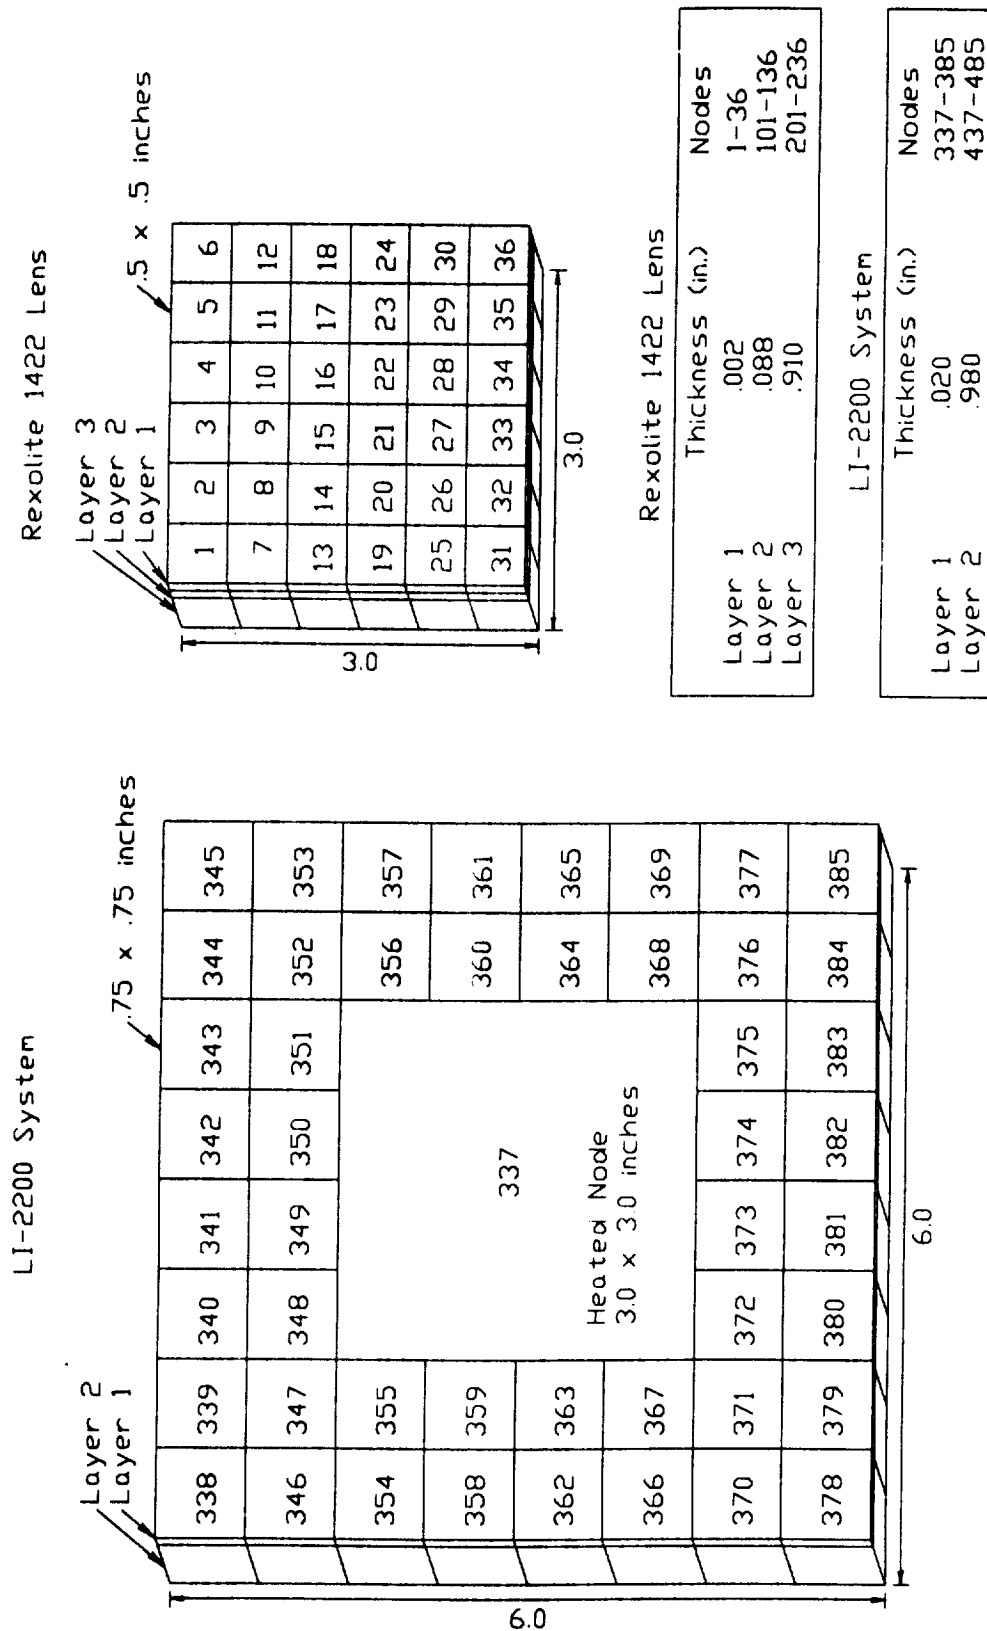 LI-2200 System
Layer 2
Layer 1
.75 x .75 inches
338 339 340 341 342 343 344 345
346 347 348 349 350 351 352 353
354 355 356 357
358 359 360 361
362 363 364 365
366 367 368 369
370 371 372 373 374 375 376 377
378 379 380 381 382 383 384 385
337
Heated Node
3.0 x 3.0 inches
6.0
6.0
Rexolite 1422 Lens
Layer 3
Layer 2
Layer 1
.5 x .5 inches
1 2 3 4 5 6
7 8 9 10 11 12
13 14 15 16 17 18
19 20 21 22 23 24
25 26 27 28 29 30
31 32 33 34 35 36
3.0
3.0
Rexolite 1422 Lens
Thickness (in.) Nodes
Layer 1 .002 1-36
Layer 2 .088 101-136
Layer 3 .910 201-236
LI-2200 System
Thickness (in.) Nodes
Layer 1 .020 337-385
Layer 2 .980 437-485